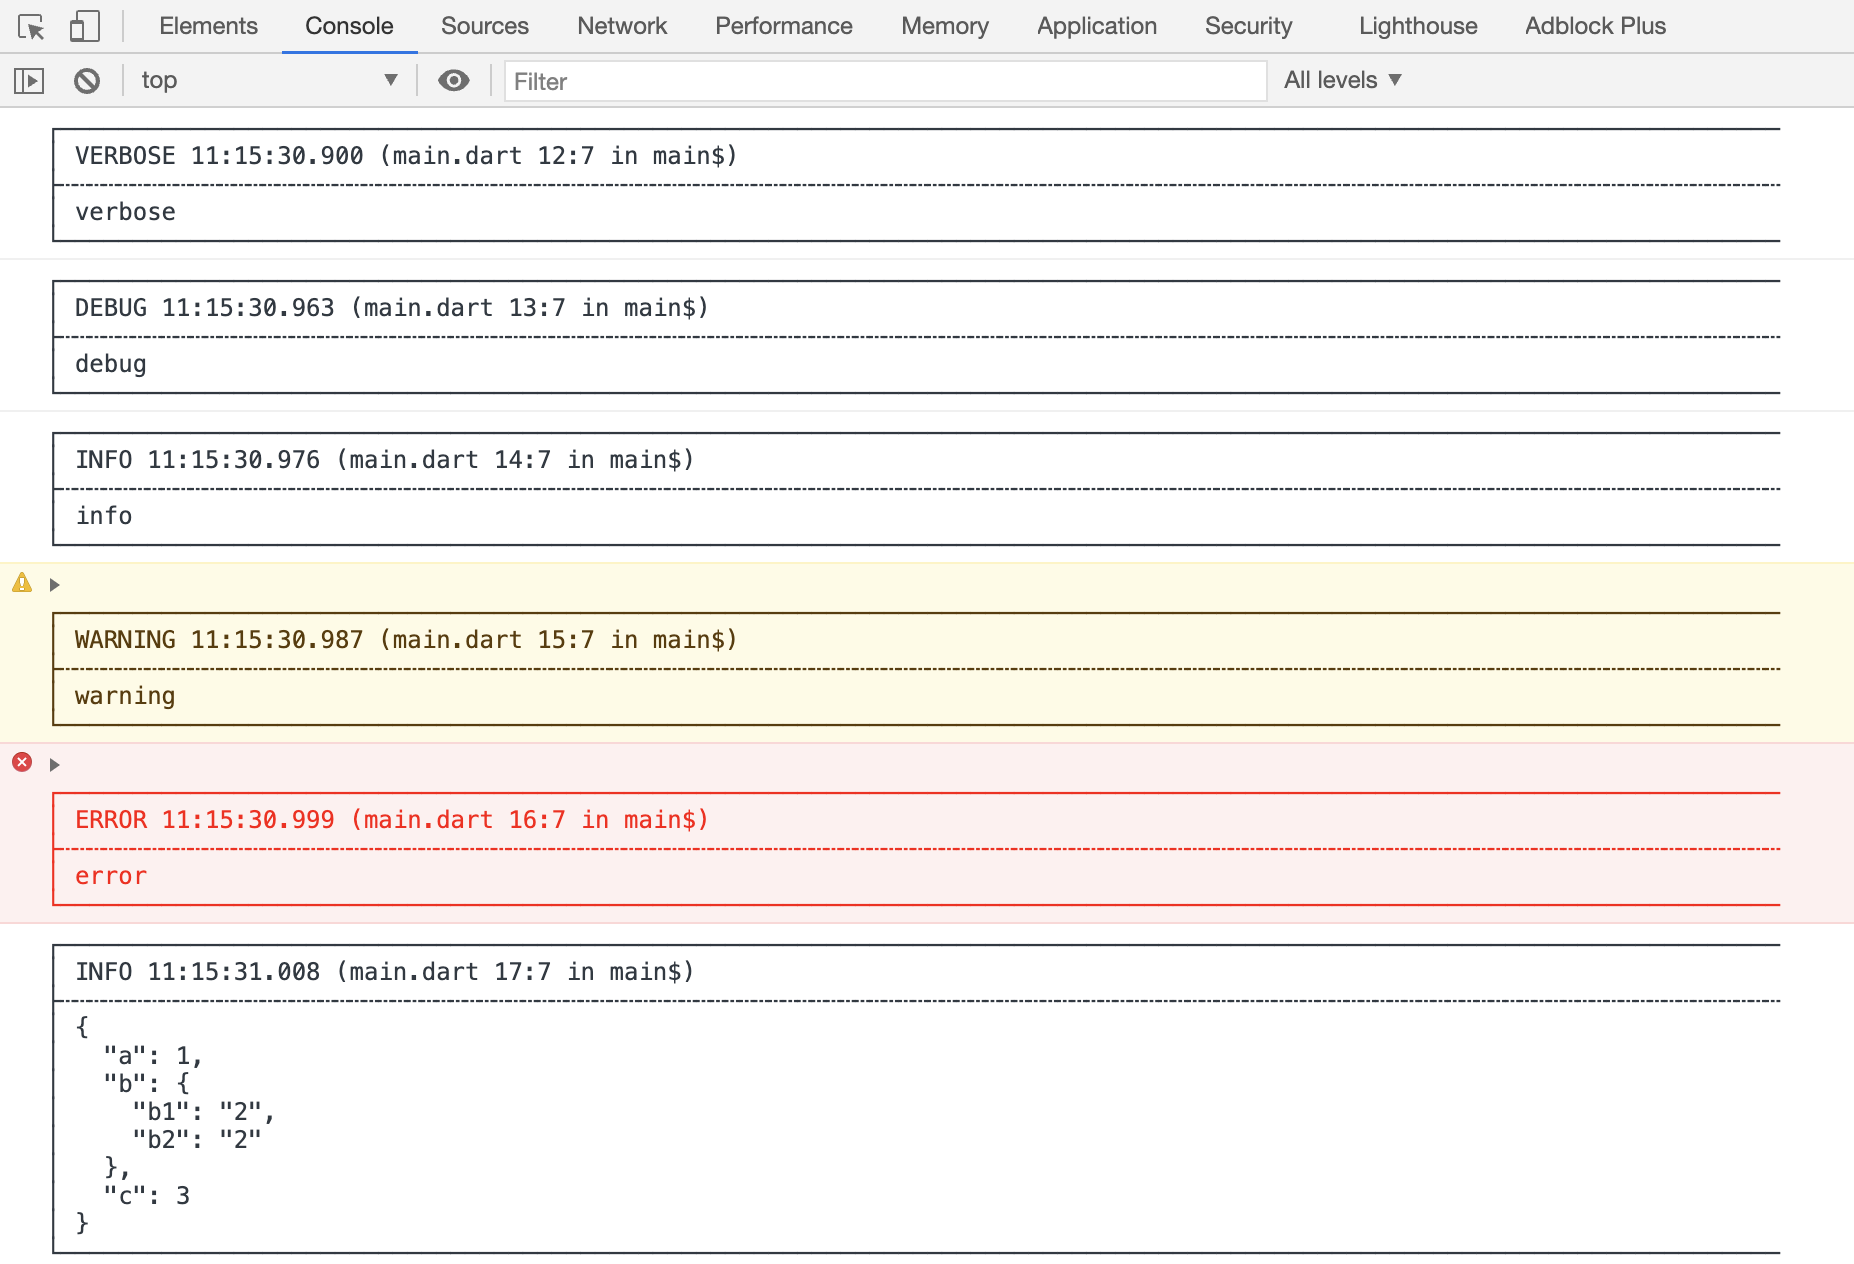 Elements Console Sources Network Performance Memory Application Security Lighthouse Adblock Plus
top Filter All levels
VERBOSE 11:15:30.900 (main.dart 12:7 in main$)
verbose
DEBUG 11:15:30.963 (main.dart 13:7 in main$)
debug
INFO 11:15:30.976 (main.dart 14:7 in main$)
info
WARNING 11:15:30.987 (main.dart 15:7 in main$)
warning
ERROR 11:15:30.999 (main.dart 16:7 in main$)
error
INFO 11:15:31.008 (main.dart 17:7 in main$)
{
  "a": 1,
  "b": {
    "b1": "2",
    "b2": "2"
  },
  "c": 3
}